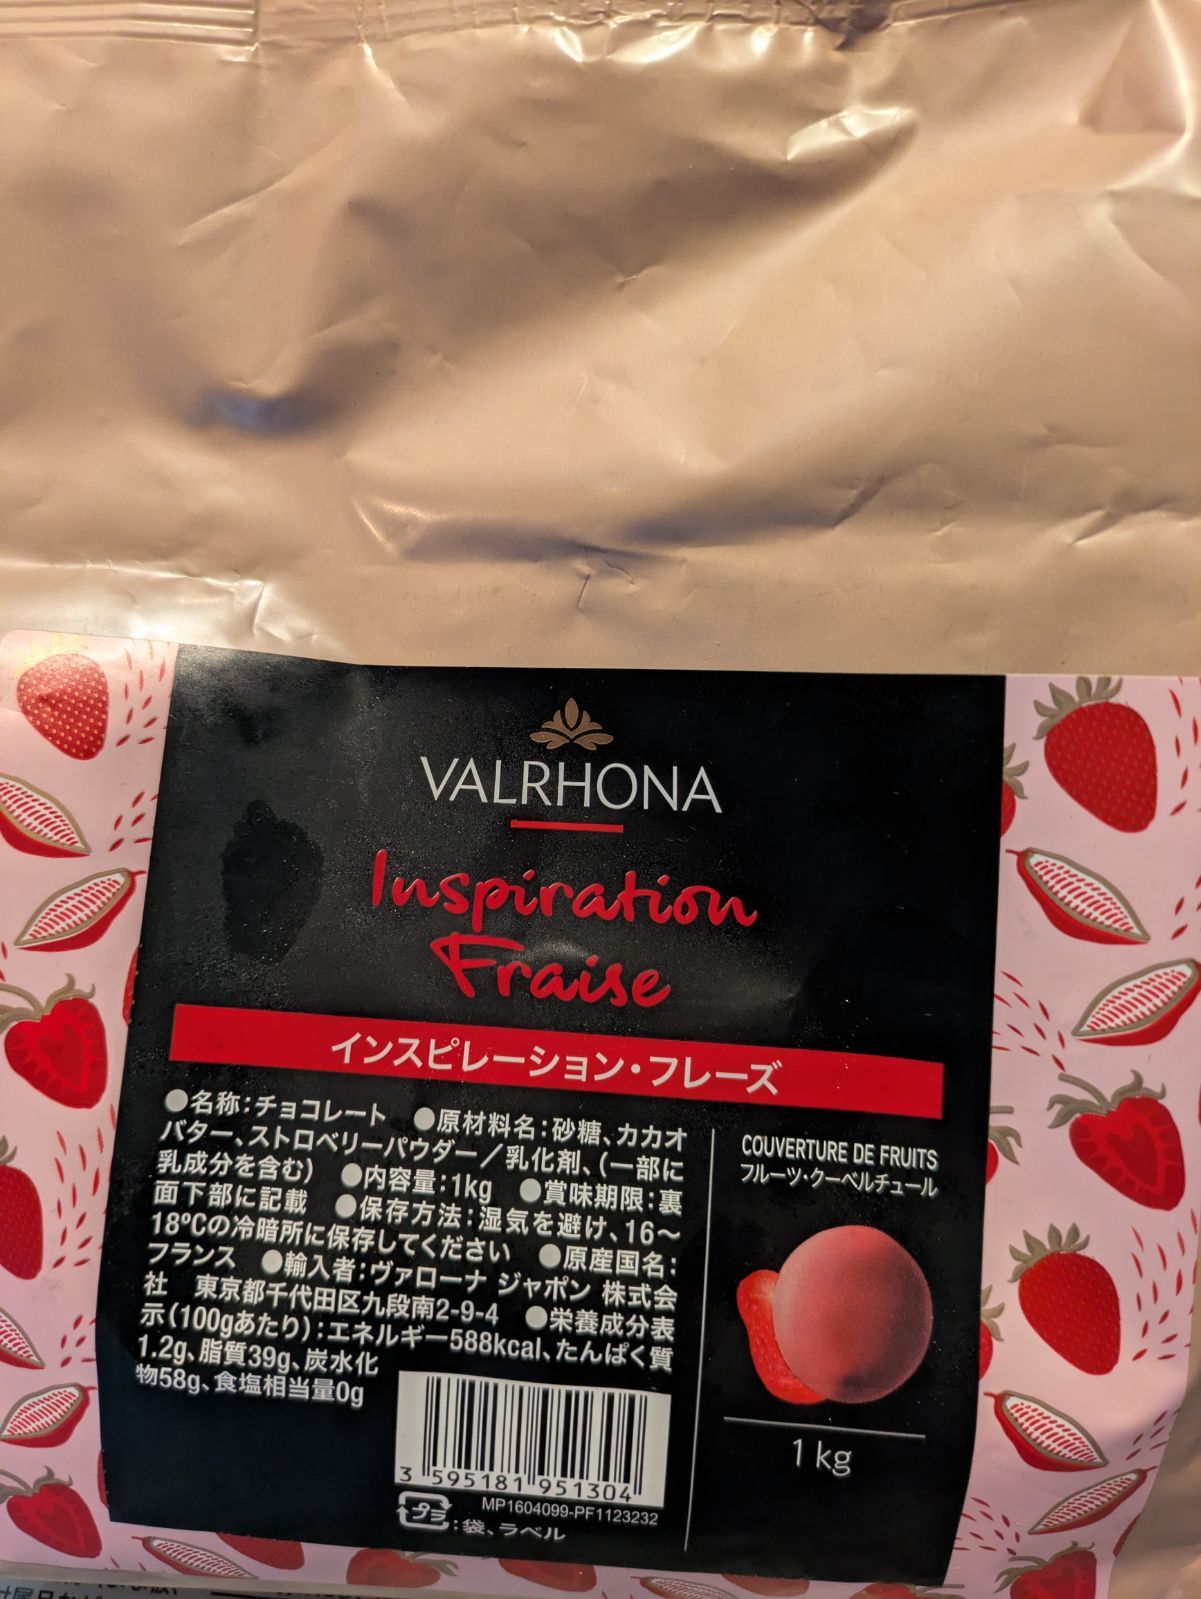 VALRHONA
Inspiration
Fraise
インスピレーション・フレーズ
●名称:チョコレート ●原材料名:砂糖、カカオ
バター、ストロベリーパウダー/乳化剤、(一部に
乳成分を含む) ●内容量:1kg ●賞味期限:裏
面下部に記載 ●保存方法:湿気を避け、16〜
18℃の冷暗所に保存してください ●原産国名:
フランス ●輸入者:ヴァローナ ジャポン 株式会
社 東京都千代田区九段南2-9-4 ●栄養成分表
示(100gあたり):エネルギー588kcal、たんぱく質
1.2g、脂質39g、炭水化
物58g、食塩相当量0g
3 595181 951304
MP1604099-PF1123232
プラ:袋、ラベル
COUVERTURE DE FRUITS
フルーツ・クーベルチュール
1 kg